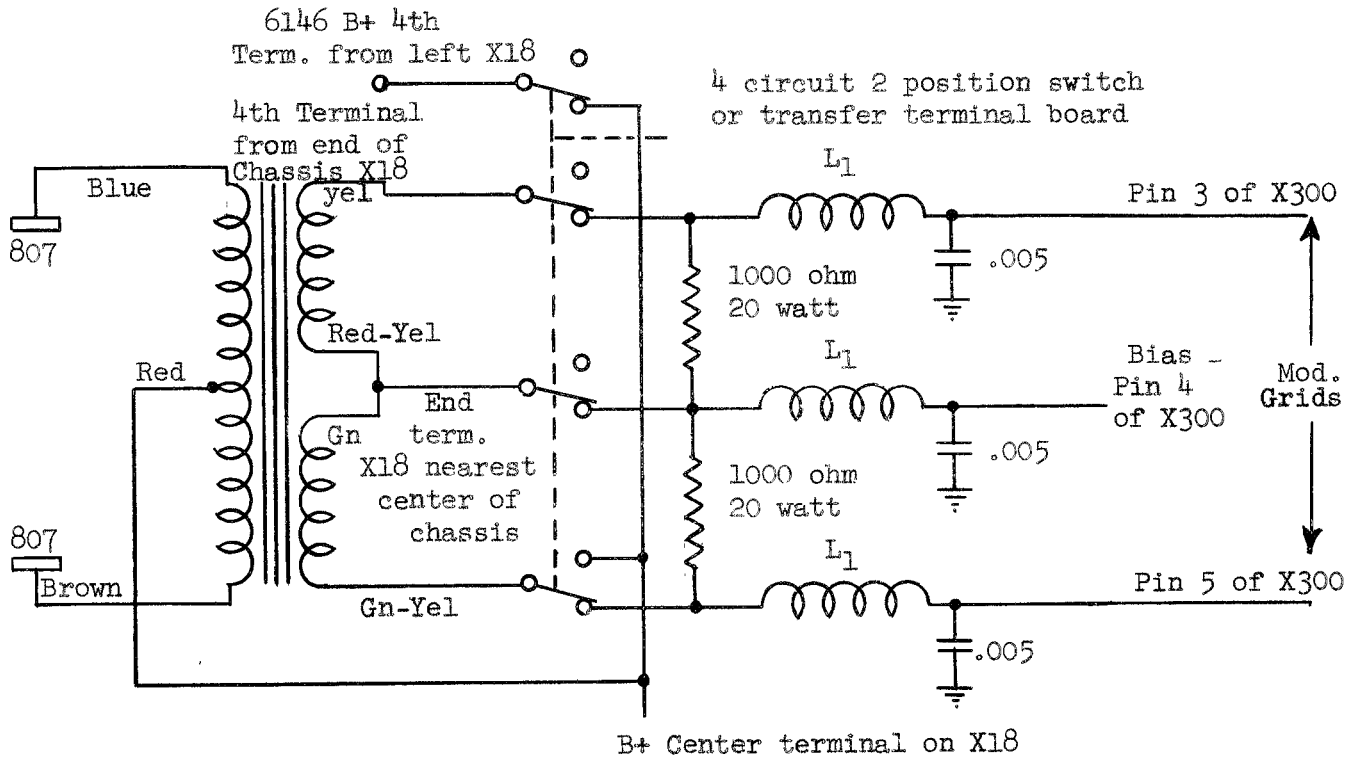 6146 B+ 4th
Term. from left X18
4 circuit 2 position switch
or transfer terminal board
4th Terminal
from end of
Chassis X18
yel
Blue
807
L1
Pin 3 of X300
.005
1000 ohm
20 watt
Red-Yel
Red
L1
Bias -
Pin 4
of X300
Mod.
Grids
End
term.
X18 nearest
center of
chassis
Gn
.005
1000 ohm
20 watt
807
Brown
L1
Pin 5 of X300
Gn-Yel
.005
B+ Center terminal on X18